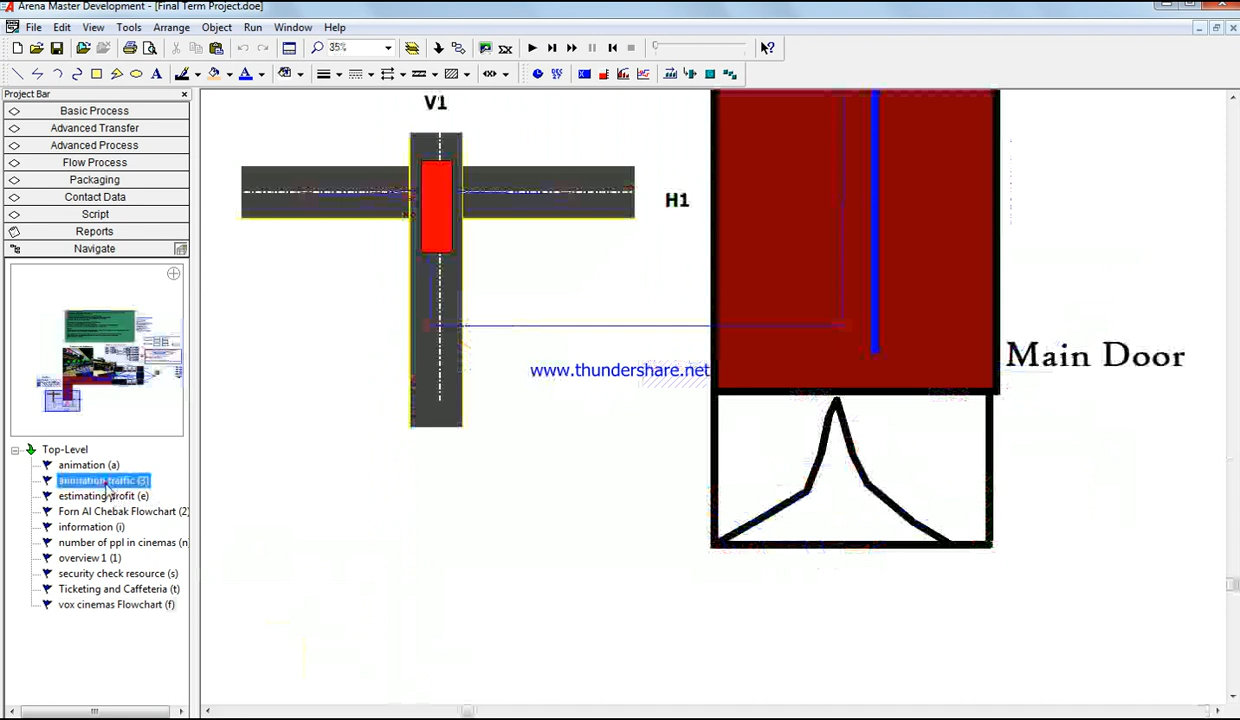 Arena Master Development - [Final Term Project.doe]
File Edit View Tools Arrange Object Run Window Help
35%
Project Bar
Basic Process
Advanced Transfer
Advanced Process
Flow Process
Packaging
Contact Data
Script
Reports
Navigate
Top-Level
animation (a)
animation traffic (3)
estimating profit (e)
Forn Al Chebak Flowchart (2)
information (i)
number of ppl in cinemas (n
overview 1 (1)
security check resource (s)
Ticketing and Caffeteria (t)
vox cinemas Flowchart (f)
V1
H1
www.thundershare.net
Main Door